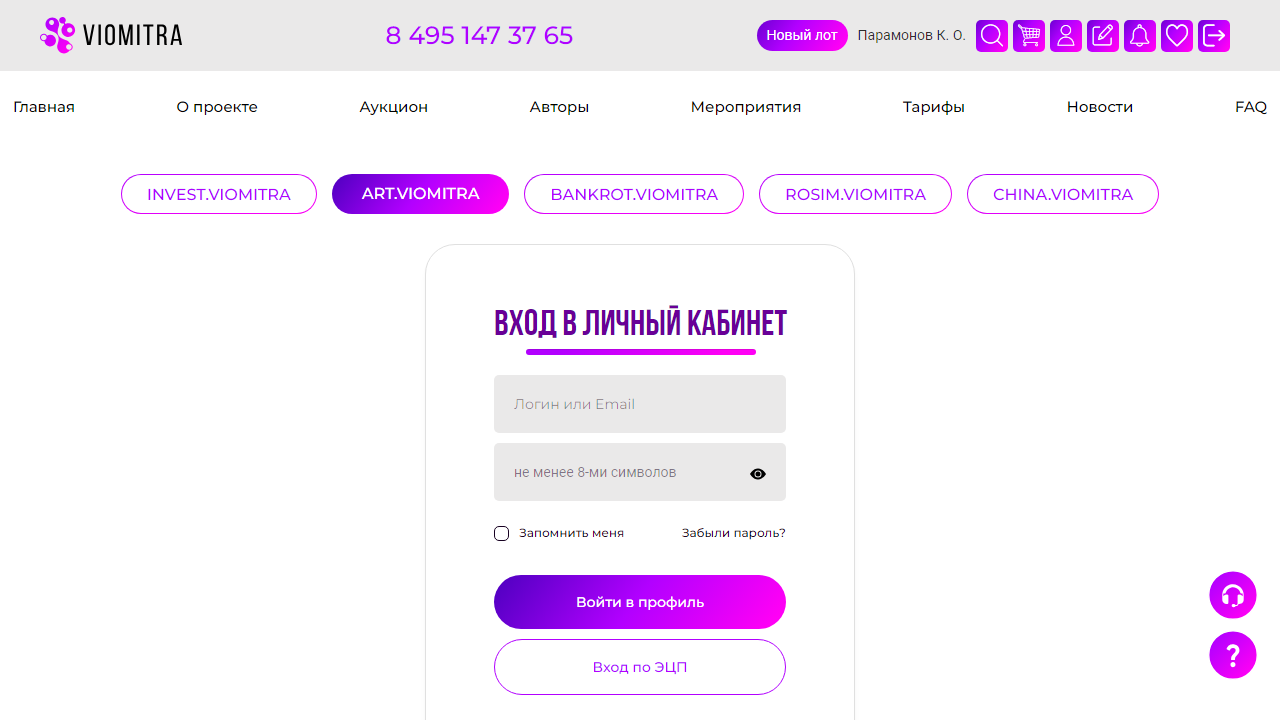 VIOMITRA
8 495 147 37 65
Новый лот
Парамонов К. О.
Главная
О проекте
Аукцион
Авторы
Мероприятия
Тарифы
Новости
FAQ
INVEST.VIOMITRA
ART.VIOMITRA
BANKROT.VIOMITRA
ROSIM.VIOMITRA
CHINA.VIOMITRA
ВХОД В ЛИЧНЫЙ КАБИНЕТ
Логин или Email
не менее 8-ми символов
Запомнить меня
Забыли пароль?
Войти в профиль
Вход по ЭЦП
?